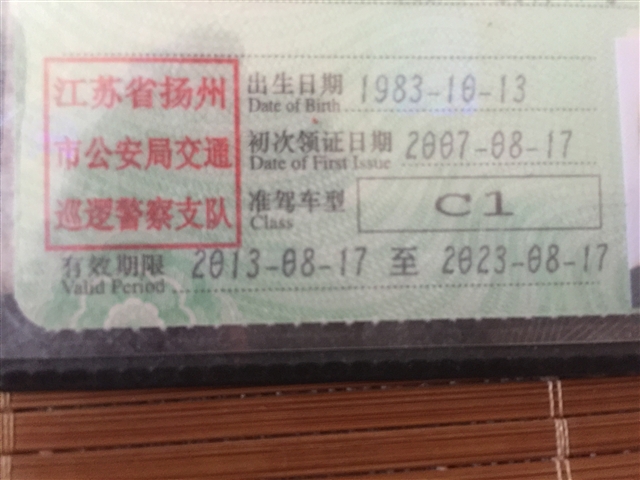 江苏省扬州
市公安局交通
巡逻警察支队
出生日期 1983-10-13
Date of Birth
初次领证日期 2007-08-17
Date of First Issue
准驾车型 C1
Class
有效期限 2013-08-17 至 2023-08-17
Valid Period